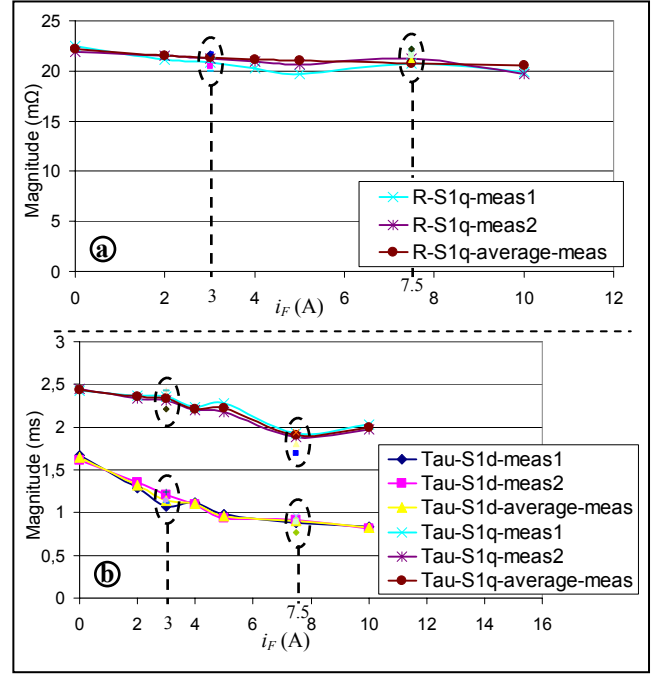 25
20
15
10
5
0
Magnitude (mΩ)
R-S1q-meas1
R-S1q-meas2
R-S1q-average-meas
a
0 2 3 4 6 7.5 8 10 12
iF (A)
3
2,5
2
1,5
1
0,5
0
Magnitude (ms)
Tau-S1d-meas1
Tau-S1d-meas2
Tau-S1d-average-meas
Tau-S1q-meas1
Tau-S1q-meas2
Tau-S1q-average-meas
b
0 2 3 4 6 7.5 8 10 12 14 16
iF (A)